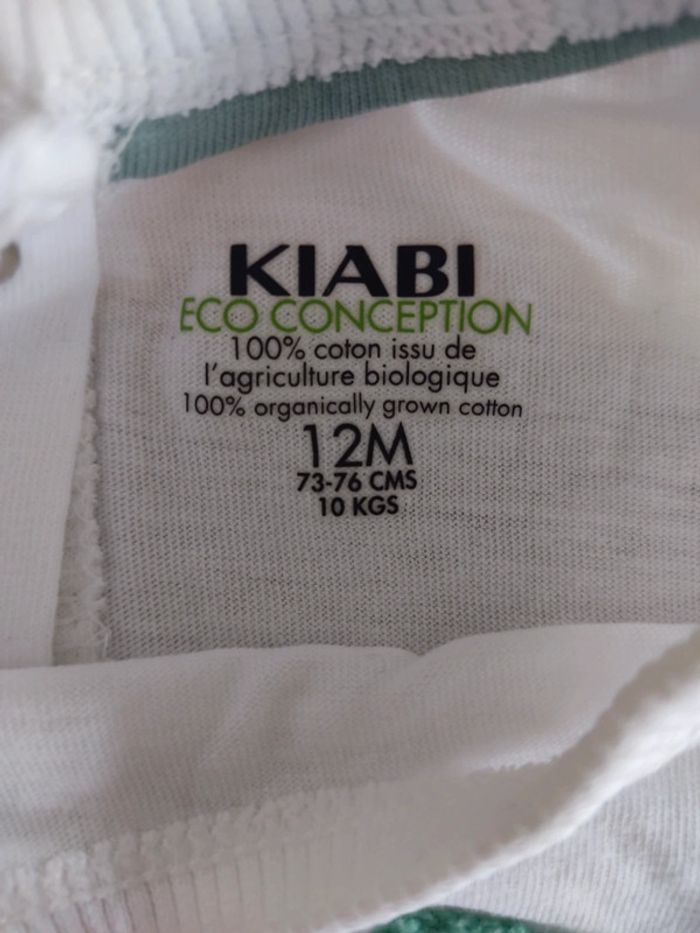 KIABI
ECO CONCEPTION
100% coton issu de
l'agriculture biologique
100% organically grown cotton
12M
73-76 CMS
10 KGS